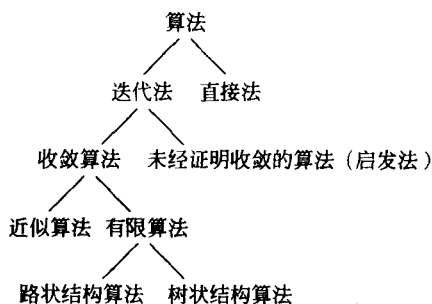 算法
迭代法 直接法
收敛算法 未经证明收敛的算法（启发法）
近似算法 有限算法
路状结构算法 树状结构算法